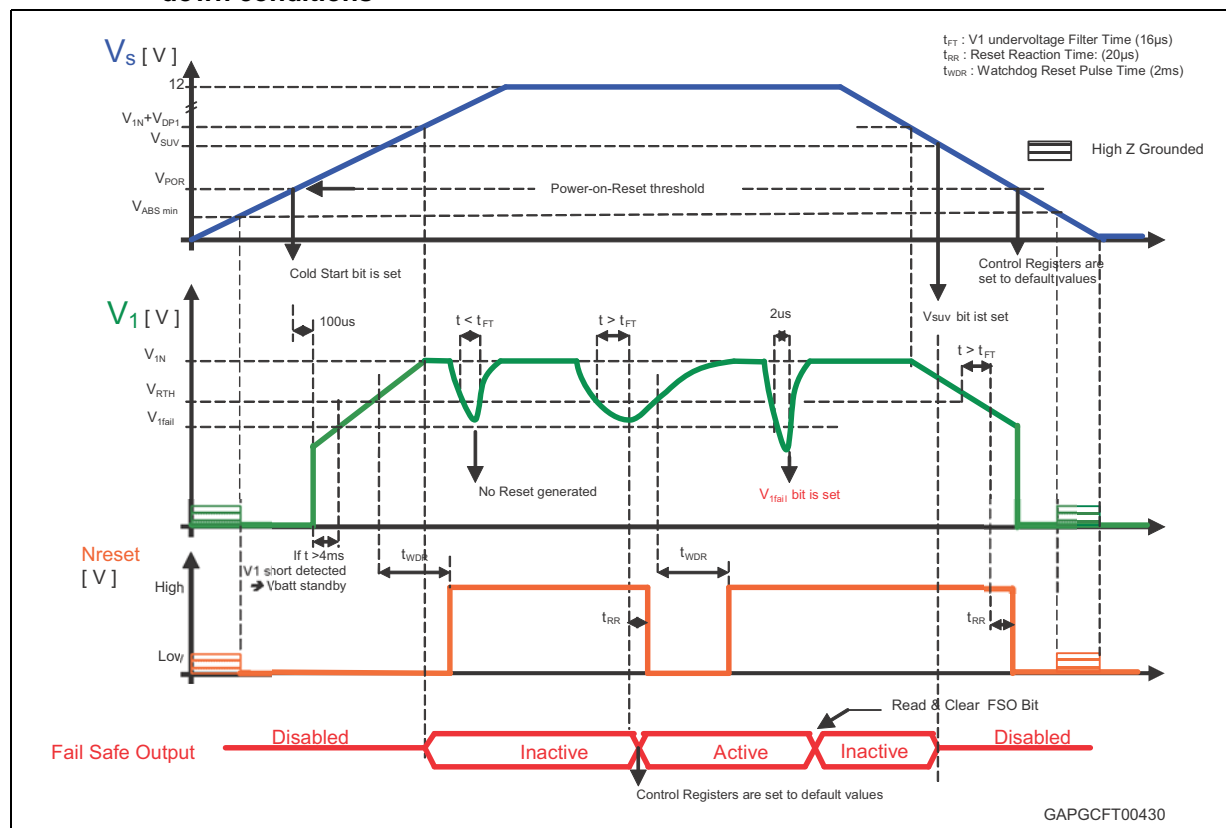 Vs [ V ]
tFT : V1 undervoltage Filter Time (16µs)
tRR : Reset Reaction Time: (20µs)
tWDR : Watchdog Reset Pulse Time (2ms)
12
V1N+VDP1
VSUV
High Z Grounded
VPOR
Power-on-Reset threshold
VABS min
Cold Start bit is set
Control Registers are
set to default values
Vsuv bit ist set
V1 [ V ]
100us
t < tFT
t > tFT
2us
t > tFT
V1N
VRTH
V1fail
No Reset generated
V1fail bit is set
Nreset
[ V ]
If t >4ms
V1 short detected
➔ Vbatt standby
tWDR
tWDR
High
tRR
tRR
Low
Read & Clear FSO Bit
Fail Safe Output
Disabled
Inactive
Active
Inactive
Disabled
Control Registers are set to default values
GAPGCFT00430